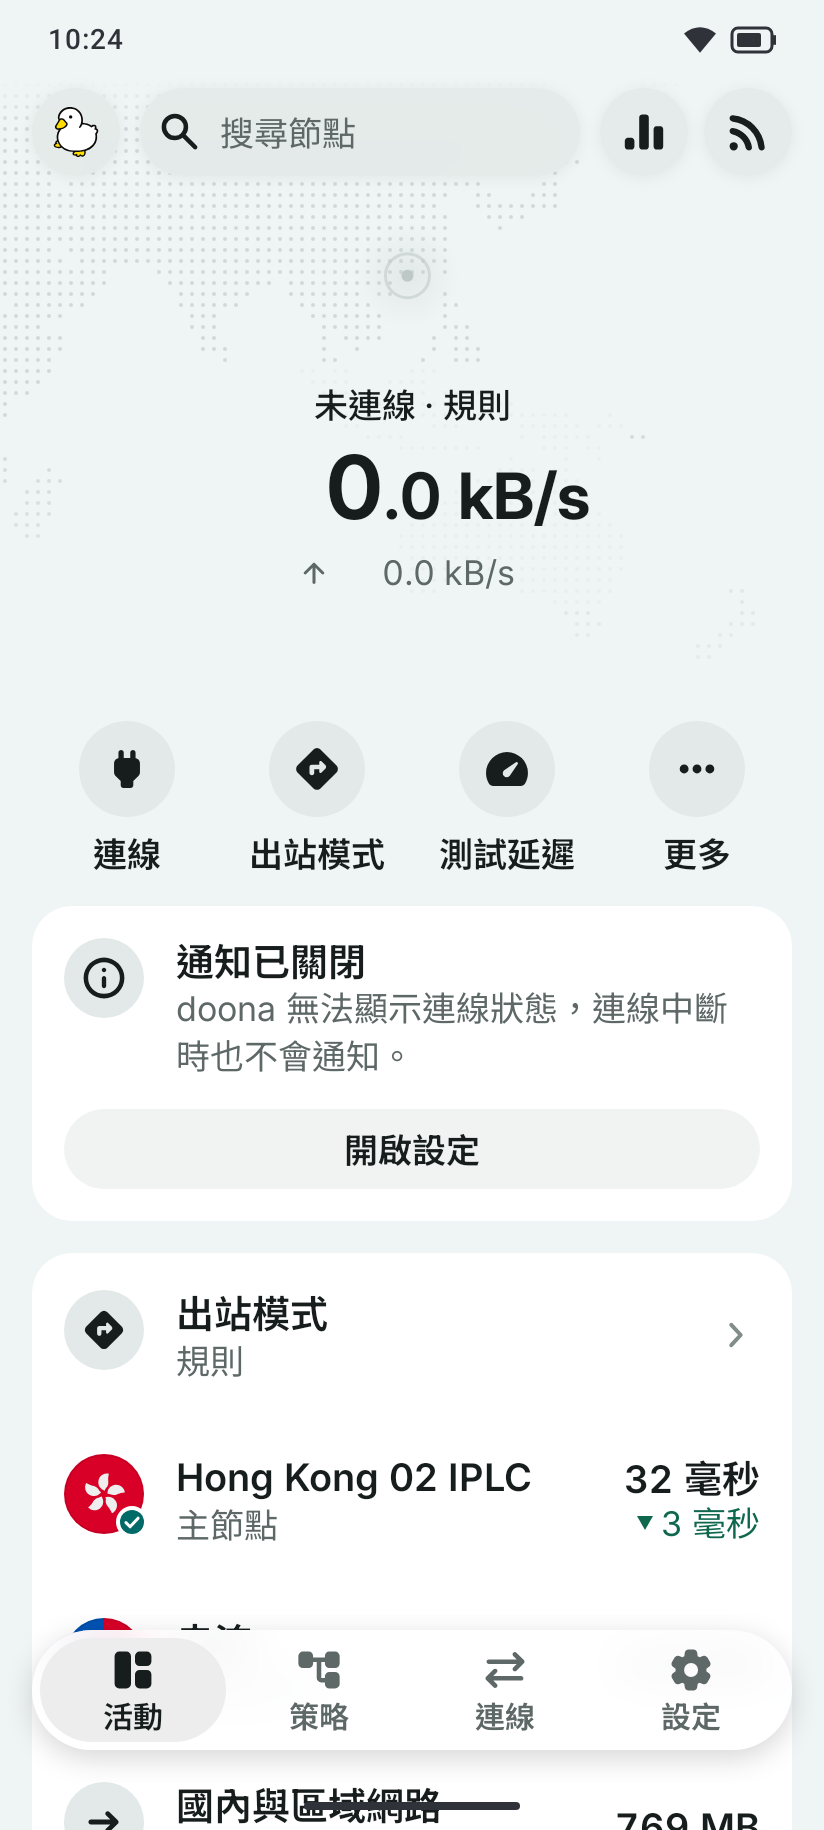 10:24
搜尋節點
未連線 · 規則
0.0 kB/s
0.0 kB/s
連線
出站模式
測試延遲
更多
通知已關閉
doona 無法顯示連線狀態，連線中斷
時也不會通知。
開啟設定
出站模式
規則
Hong Kong 02 IPLC
32 毫秒
主節點
3 毫秒
活動
策略
連線
設定
國內與區域網路
769 MB